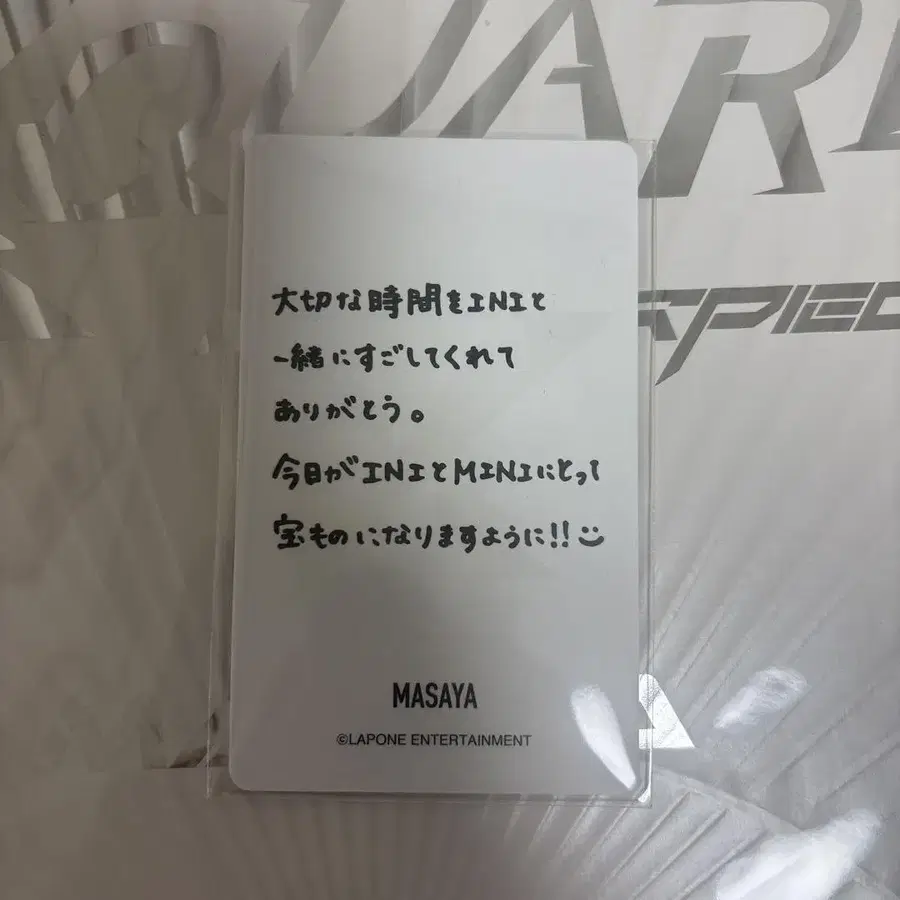 大切な時間をINIと
一緒にすごしてくれて
ありがとう。
今日がINIとMINIにとって
宝ものになりますように!!
MASAYA
©LAPONE ENTERTAINMENT